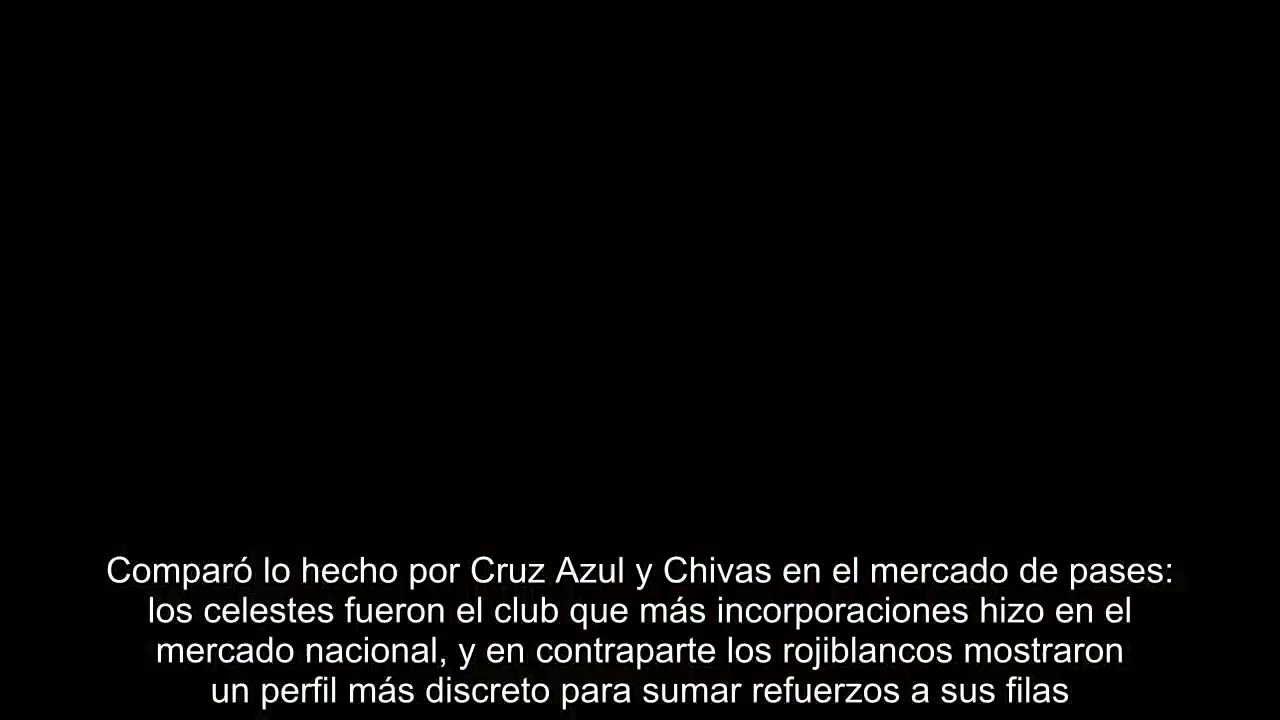 Comparó lo hecho por Cruz Azul y Chivas en el mercado de pases:
los celestes fueron el club que más incorporaciones hizo en el
mercado nacional, y en contraparte los rojiblancos mostraron
un perfil más discreto para sumar refuerzos a sus filas